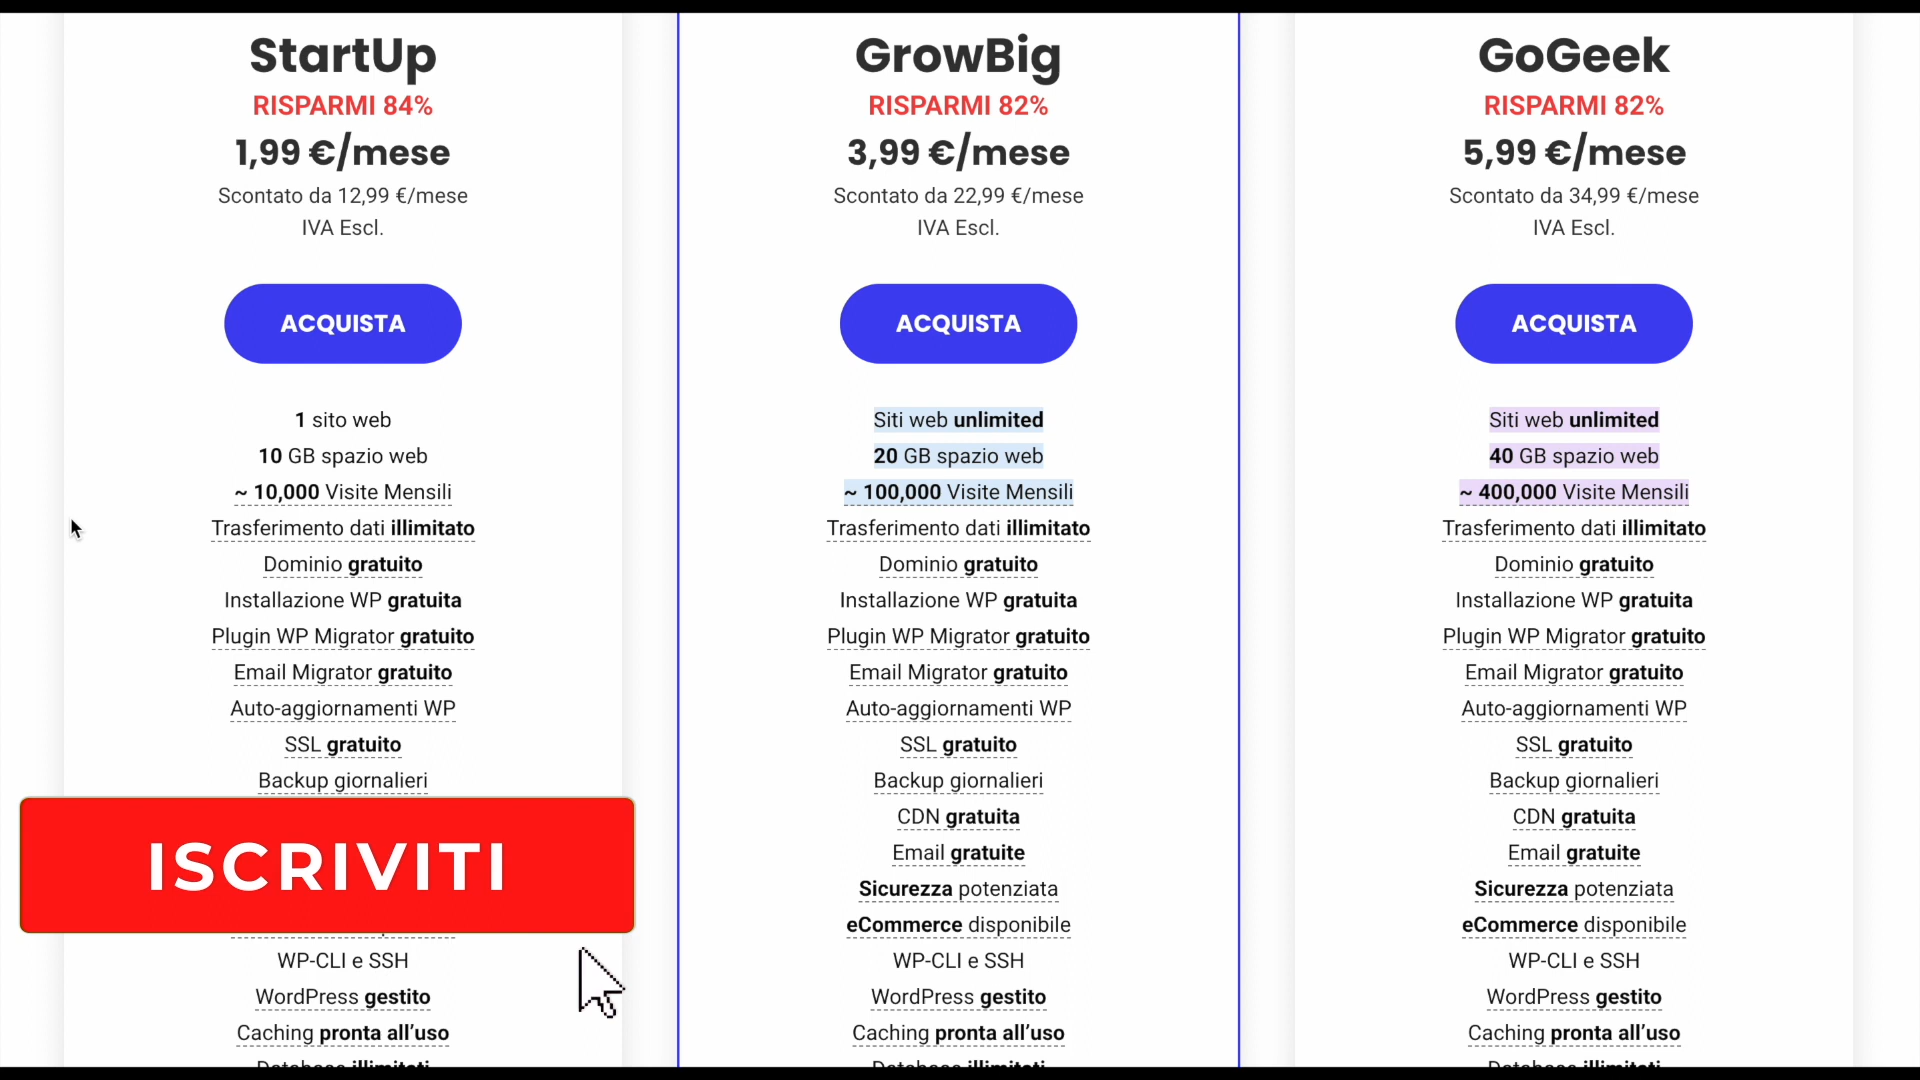 StartUp
RISPARMI 84%
1,99 €/mese
Scontato da 12,99 €/mese
IVA Escl.
ACQUISTA
1 sito web
10 GB spazio web
~ 10,000 Visite Mensili
Trasferimento dati illimitato
Dominio gratuito
Installazione WP gratuita
Plugin WP Migrator gratuito
Email Migrator gratuito
Auto-aggiornamenti WP
SSL gratuito
Backup giornalieri
ISCRIVITI
WP-CLI e SSH
WordPress gestito
Caching pronta all’uso
Database illimitati
GrowBig
RISPARMI 82%
3,99 €/mese
Scontato da 22,99 €/mese
IVA Escl.
ACQUISTA
Siti web unlimited
20 GB spazio web
~ 100,000 Visite Mensili
Trasferimento dati illimitato
Dominio gratuito
Installazione WP gratuita
Plugin WP Migrator gratuito
Email Migrator gratuito
Auto-aggiornamenti WP
SSL gratuito
Backup giornalieri
CDN gratuita
Email gratuite
Sicurezza potenziata
eCommerce disponibile
WP-CLI e SSH
WordPress gestito
Caching pronta all’uso
Database illimitati
GoGeek
RISPARMI 82%
5,99 €/mese
Scontato da 34,99 €/mese
IVA Escl.
ACQUISTA
Siti web unlimited
40 GB spazio web
~ 400,000 Visite Mensili
Trasferimento dati illimitato
Dominio gratuito
Installazione WP gratuita
Plugin WP Migrator gratuito
Email Migrator gratuito
Auto-aggiornamenti WP
SSL gratuito
Backup giornalieri
CDN gratuita
Email gratuite
Sicurezza potenziata
eCommerce disponibile
WP-CLI e SSH
WordPress gestito
Caching pronta all’uso
Database illimitati